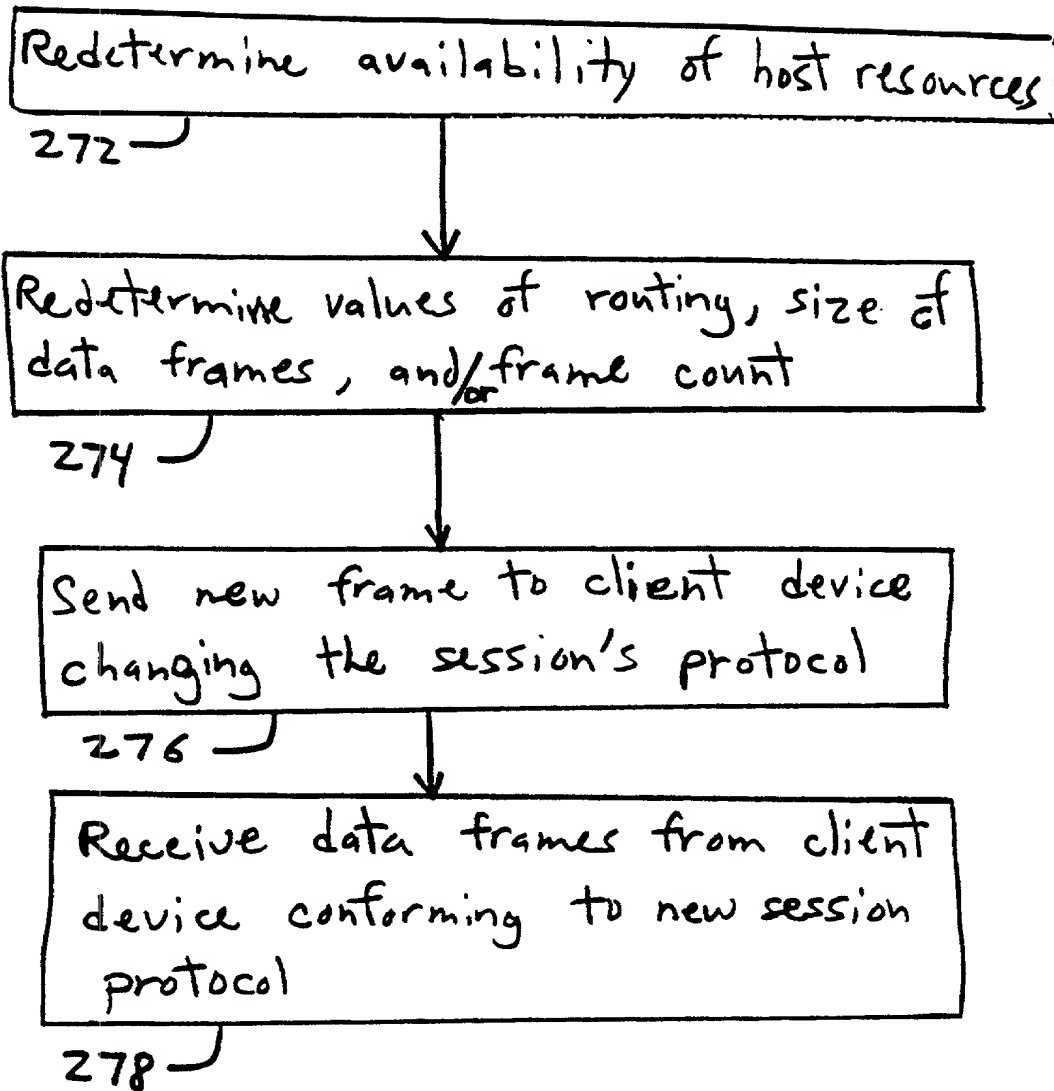 Redetermine availability of host resources
272
Redetermine values of routing, size of
data frames, and/or frame count
274
Send new frame to client device
changing the session's protocol
276
Receive data frames from client
device conforming to new session
protocol
278